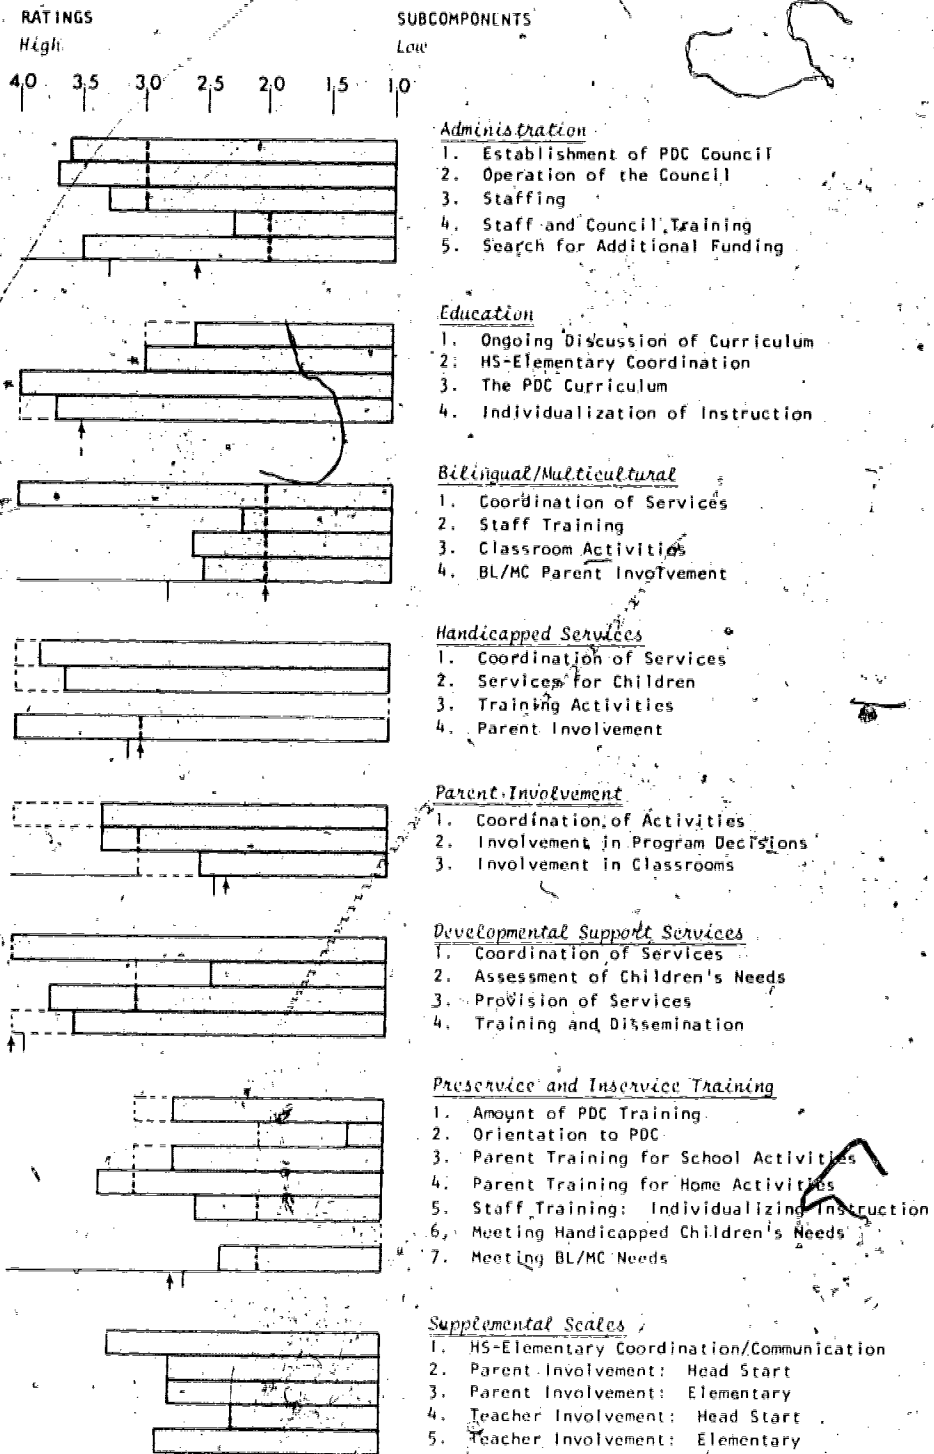 RATINGS
SUBCOMPONENTS
High
Low
4.0 3.5 3.0 2.5 2.0 1.5 1.0
Administration
1. Establishment of PDC Council
2. Operation of the Council
3. Staffing
4. Staff and Council Training
5. Search for Additional Funding
Education
1. Ongoing Discussion of Curriculum
2. HS-Elementary Coordination
3. The PDC Curriculum
4. Individualization of Instruction
Bilingual/Multicultural
1. Coordination of Services
2. Staff Training
3. Classroom Activities
4. BL/MC Parent Involvement
Handicapped Services
1. Coordination of Services
2. Services for Children
3. Training Activities
4. Parent Involvement
Parent Involvement
1. Coordination of Activities
2. Involvement in Program Decisions
3. Involvement in Classrooms
Developmental Support Services
1. Coordination of Services
2. Assessment of Children's Needs
3. Provision of Services
4. Training and Dissemination
Preservice and Inservice Training
1. Amount of PDC Training
2. Orientation to PDC
3. Parent Training for School Activities
4. Parent Training for Home Activities
5. Staff Training: Individualizing Instruction
6. Meeting Handicapped Children's Needs
7. Meeting BL/MC Needs
Supplemental Scales
1. HS-Elementary Coordination/Communication
2. Parent Involvement: Head Start
3. Parent Involvement: Elementary
4. Teacher Involvement: Head Start
5. Teacher Involvement: Elementary